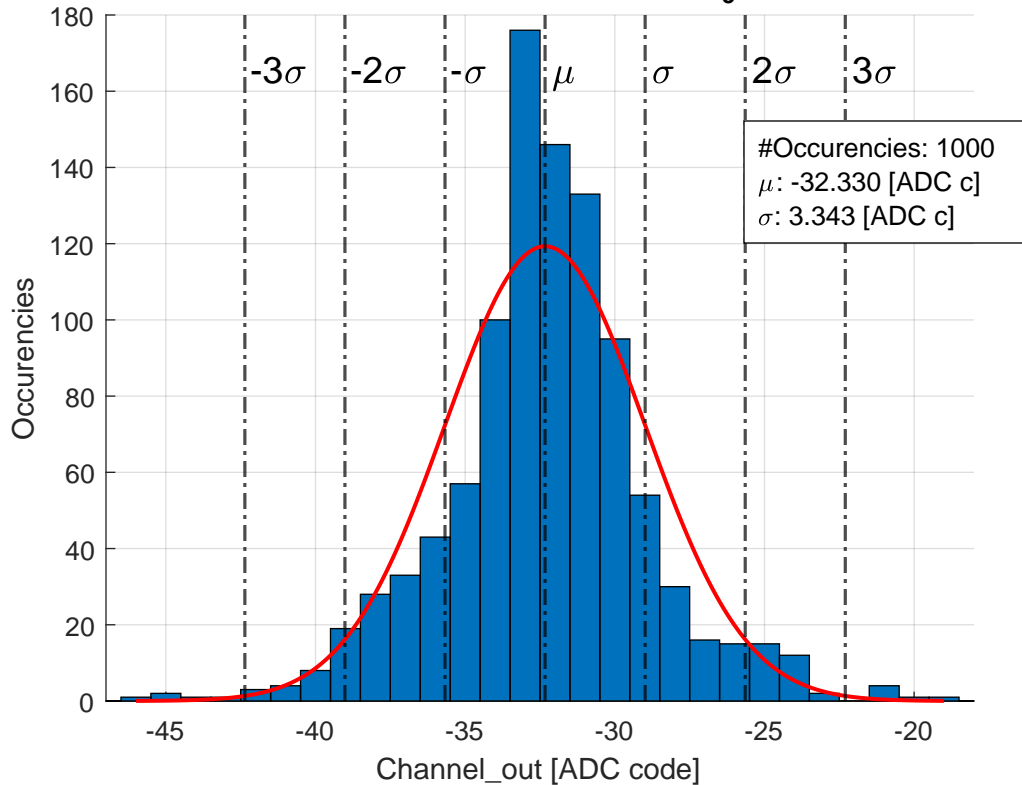 180
160
140
120
100
80
60
40
20
0
Occurencies
-3σ
-2σ
-σ
μ
σ
2σ
3σ
#Occurencies: 1000
μ: -32.330 [ADC c]
σ: 3.343 [ADC c]
-45
-40
-35
-30
-25
-20
Channel_out [ADC code]